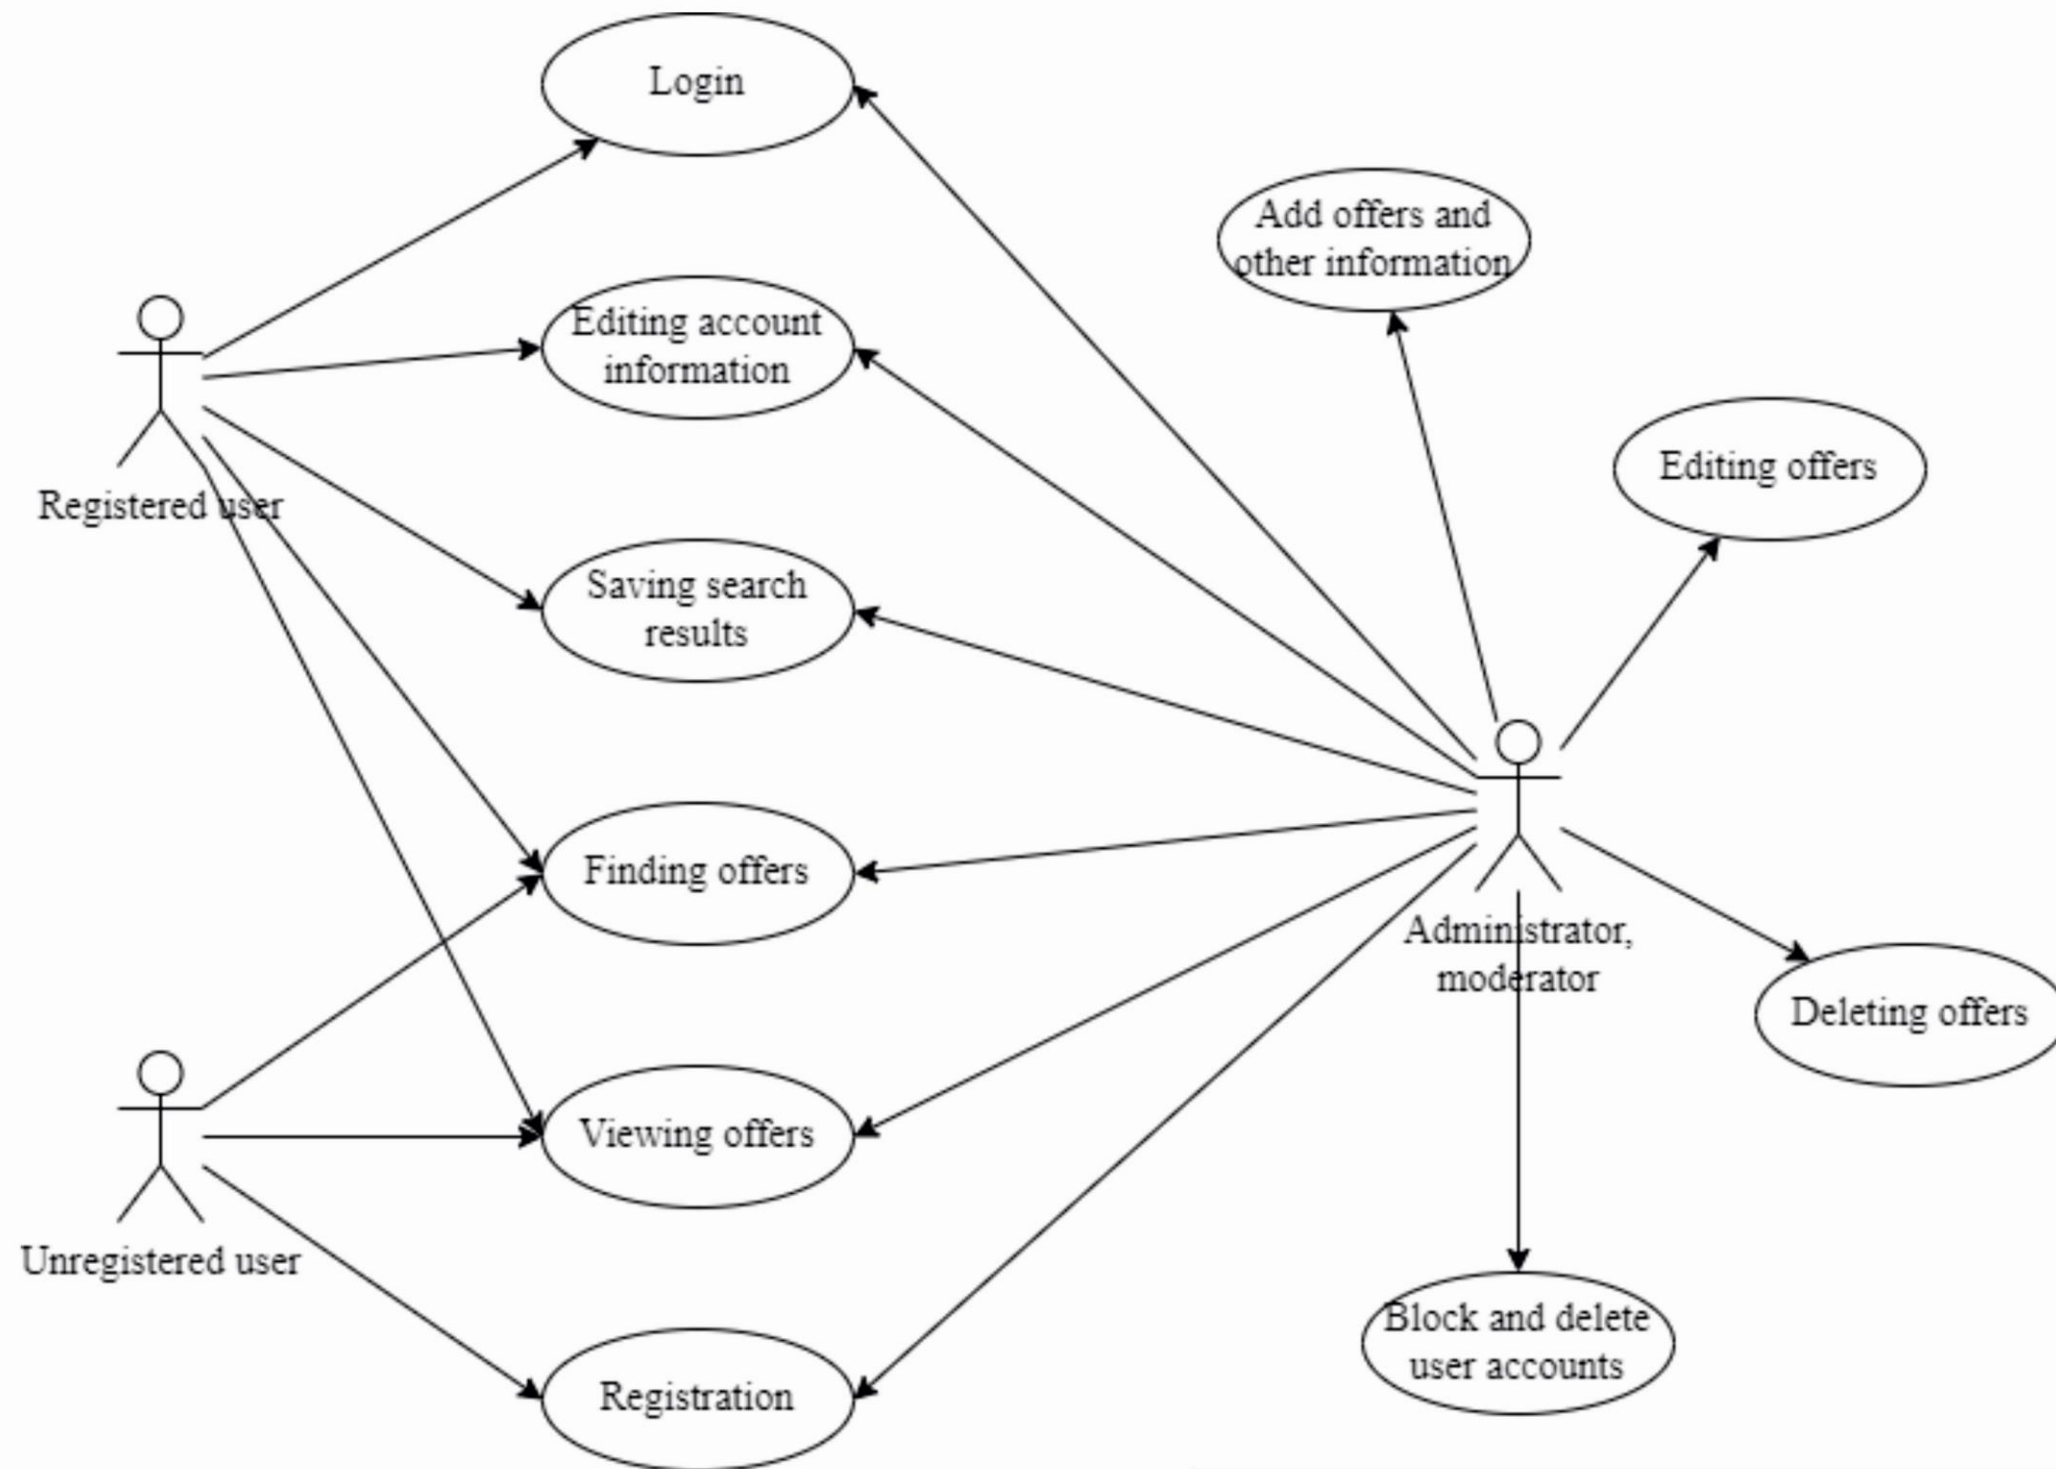 Login
Add offers and
other information
Editing account
information
Editing offers
Registered user
Saving search
results
Finding offers
Administrator,
moderator
Deleting offers
Viewing offers
Unregistered user
Block and delete
user accounts
Registration